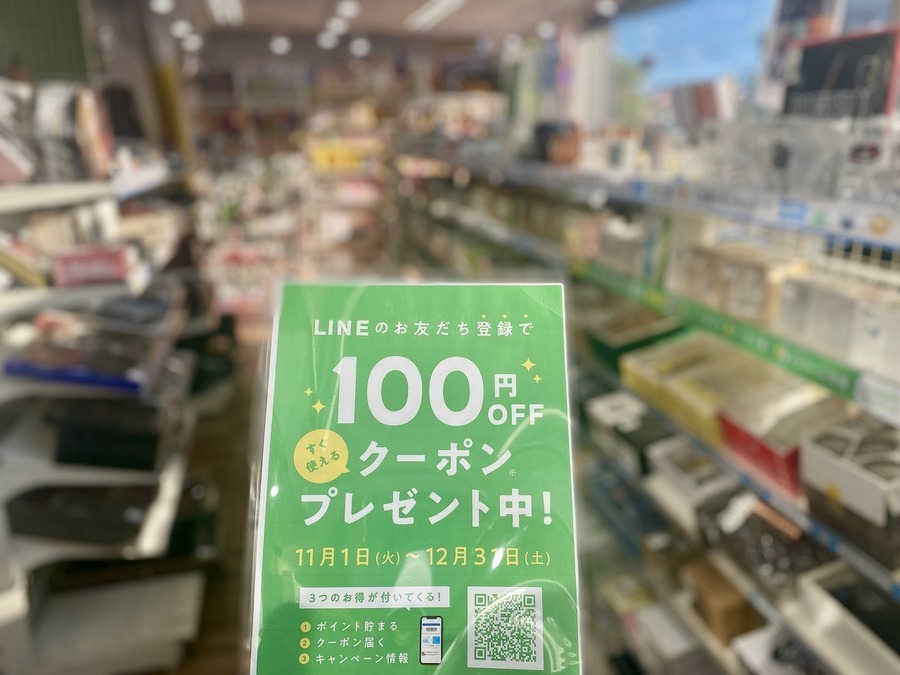 LINEのお友だち登録で
100円OFF
すぐ使える
クーポン※
プレゼント中!
11月1日(火)~12月31日(土)
3つのお得が付いてくる!
1 ポイント貯まる
2 クーポン届く
3 キャンペーン情報